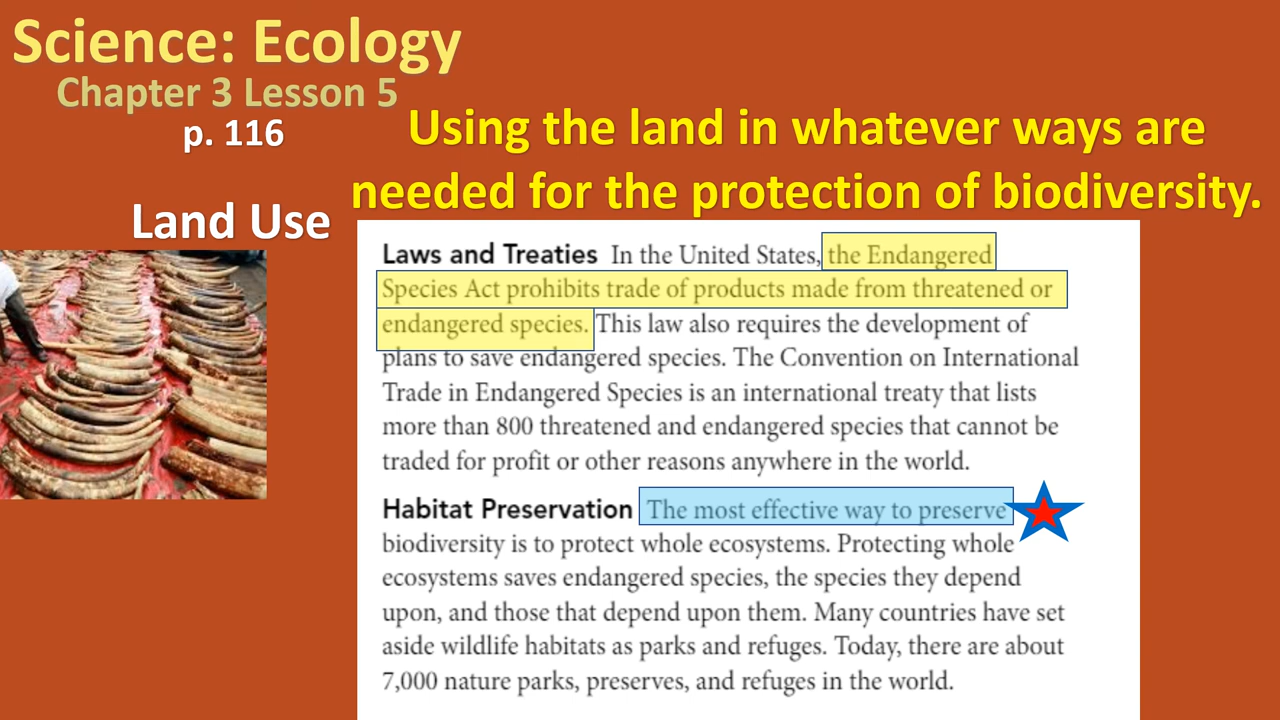 Science: Ecology
Chapter 3 Lesson 5
p. 116
Using the land in whatever ways are
needed for the protection of biodiversity.
Land Use
Laws and Treaties In the United States, the Endangered
Species Act prohibits trade of products made from threatened or
endangered species. This law also requires the development of
plans to save endangered species. The Convention on International
Trade in Endangered Species is an international treaty that lists
more than 800 threatened and endangered species that cannot be
traded for profit or other reasons anywhere in the world.
Habitat Preservation The most effective way to preserve
biodiversity is to protect whole ecosystems. Protecting whole
ecosystems saves endangered species, the species they depend
upon, and those that depend upon them. Many countries have set
aside wildlife habitats as parks and refuges. Today, there are about
7,000 nature parks, preserves, and refuges in the world.